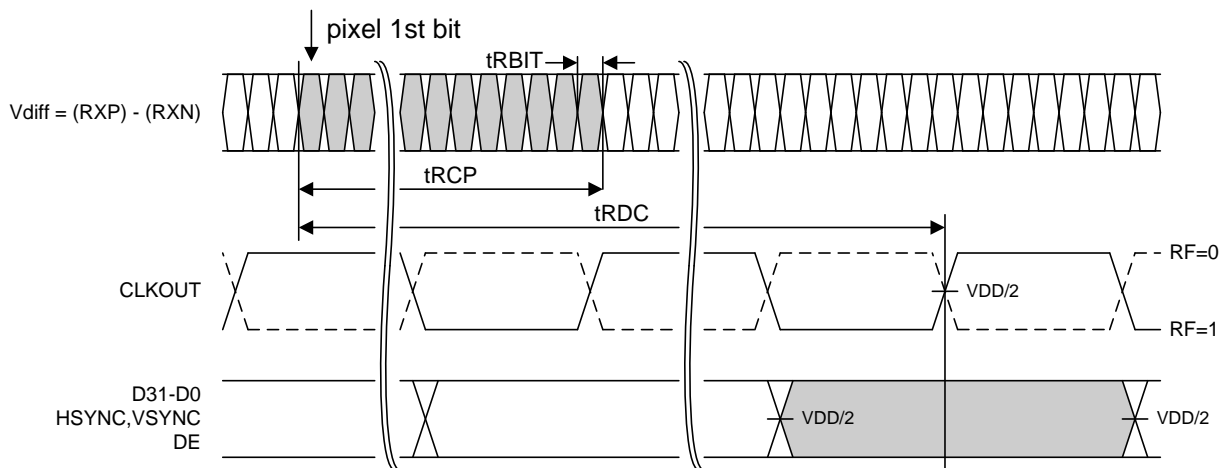 pixel 1st bit
tRBIT
Vdiff = (RXP) - (RXN)
tRCP
tRDC
RF=0
CLKOUT
VDD/2
RF=1
D31-D0
HSYNC,VSYNC
DE
VDD/2
VDD/2